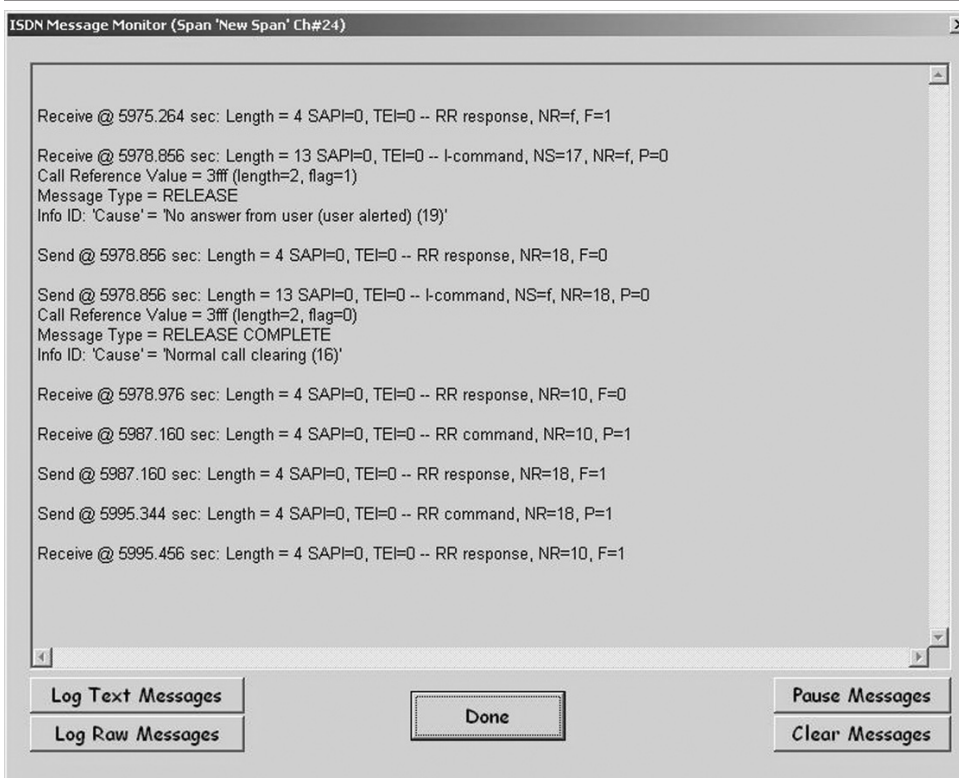 ISDN Message Monitor (Span 'New Span' Ch#24)
Receive @ 5975.264 sec: Length = 4 SAPI=0, TEI=0 -- RR response, NR=f, F=1
Receive @ 5978.856 sec: Length = 13 SAPI=0, TEI=0 -- I-command, NS=17, NR=f, P=0
Call Reference Value = 3fff (length=2, flag=1)
Message Type = RELEASE
Info ID: 'Cause' = 'No answer from user (user alerted) (19)'
Send @ 5978.856 sec: Length = 4 SAPI=0, TEI=0 -- RR response, NR=18, F=0
Send @ 5978.856 sec: Length = 13 SAPI=0, TEI=0 -- I-command, NS=f, NR=18, P=0
Call Reference Value = 3fff (length=2, flag=0)
Message Type = RELEASE COMPLETE
Info ID: 'Cause' = 'Normal call clearing (16)'
Receive @ 5978.976 sec: Length = 4 SAPI=0, TEI=0 -- RR response, NR=10, F=0
Receive @ 5987.160 sec: Length = 4 SAPI=0, TEI=0 -- RR command, NR=10, P=1
Send @ 5987.160 sec: Length = 4 SAPI=0, TEI=0 -- RR response, NR=18, F=1
Send @ 5995.344 sec: Length = 4 SAPI=0, TEI=0 -- RR command, NR=18, P=1
Receive @ 5995.456 sec: Length = 4 SAPI=0, TEI=0 -- RR response, NR=10, F=1
Log Text Messages
Log Raw Messages
Done
Pause Messages
Clear Messages